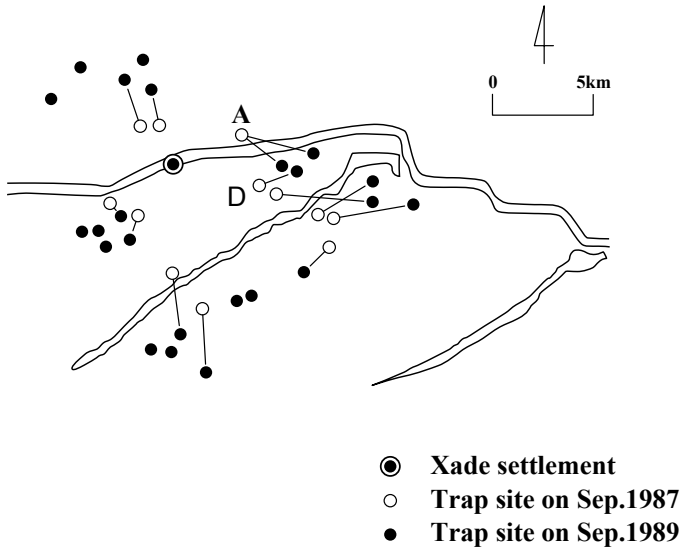 0 5km
A
D
Xade settlement
Trap site on Sep.1987
Trap site on Sep.1989